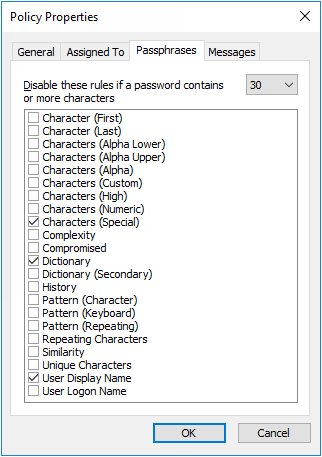 Policy Properties
General
Assigned To
Passphrases
Messages
Disable these rules if a password contains
or more characters
30
Character (First)
Character (Last)
Characters (Alpha Lower)
Characters (Alpha Upper)
Characters (Alpha)
Characters (Custom)
Characters (High)
Characters (Numeric)
Characters (Special)
Complexity
Compromised
Dictionary
Dictionary (Secondary)
History
Pattern (Character)
Pattern (Keyboard)
Pattern (Repeating)
Repeating Characters
Similarity
Unique Characters
User Display Name
User Logon Name
OK
Cancel